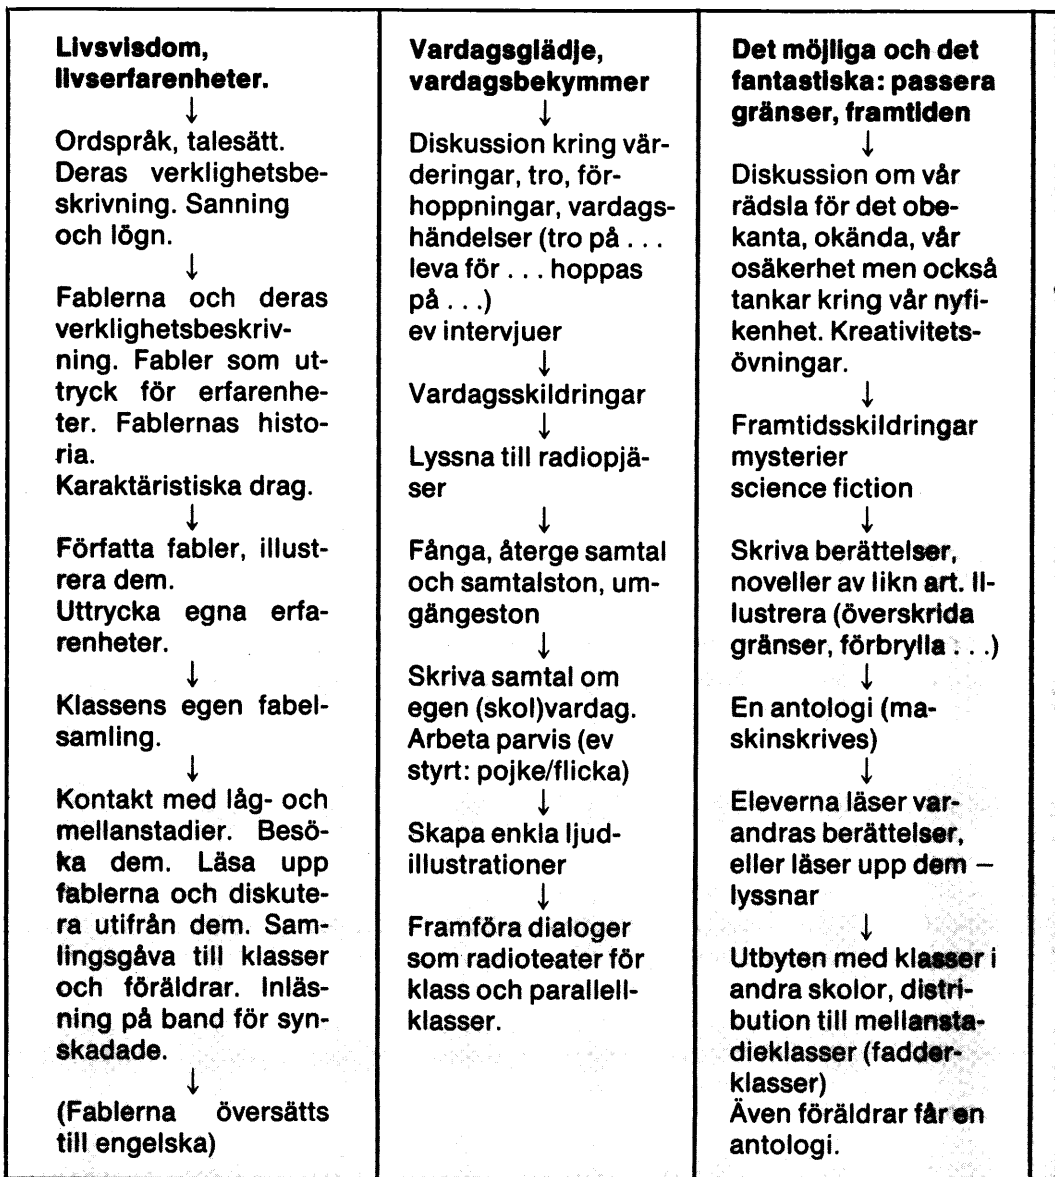 Livsvisdom,
livserfarenheter.
↓
Ordspråk, talesätt.
Deras verklighetsbe-
skrivning. Sanning
och lögn.
↓
Fablerna och deras
verklighetsbeskriv-
ning. Fabler som ut-
tryck för erfarenhe-
ter. Fablernas histo-
ria.
Karaktäristiska drag.
↓
Författa fabler, illust-
rera dem.
Uttrycka egna erfa-
renheter.
↓
Klassens egen fabel-
samling.
↓
Kontakt med låg- och
mellanstadier. Besö-
ka dem. Läsa upp
fablerna och diskute-
ra utifrån dem. Sam-
lingsgåva till klasser
och föräldrar. Inläs-
ning på band för syn-
skadade.
↓
(Fablerna översätts
till engelska)
Vardagsglädje,
vardagsbekymmer
↓
Diskussion kring vär-
deringar, tro, för-
hoppningar, vardags-
händelser (tro på . . .
leva för . . . hoppas
på . . .)
ev intervjuer
↓
Vardagsskildringar
↓
Lyssna till radiopjä-
ser
↓
Fånga, återge samtal
och samtalston, um-
gängeston
↓
Skriva samtal om
egen (skol)vardag.
Arbeta parvis (ev
styrt: pojke/flicka)
↓
Skapa enkla ljud-
illustrationer
↓
Framföra dialoger
som radioteater för
klass och parallell-
klasser.
Det möjliga och det
fantastiska: passera
gränser, framtiden
↓
Diskussion om vår
rädsla för det obe-
kanta, okända, vår
osäkerhet men också
tankar kring vår nyfi-
kenhet. Kreativitets-
övningar.
↓
Framtidsskildringar
mysterier
science fiction
↓
Skriva berättelser,
noveller av likn art. Il-
lustrera (överskrida
gränser, förbrylla . . .)
↓
En antologi (ma-
skinskrives)
↓
Eleverna läser var-
andras berättelser,
eller läser upp dem –
lyssnar
↓
Utbyten med klasser i
andra skolor, distri-
bution till mellansta-
dieklasser (fadder-
klasser)
Även föräldrar får en
antologi.